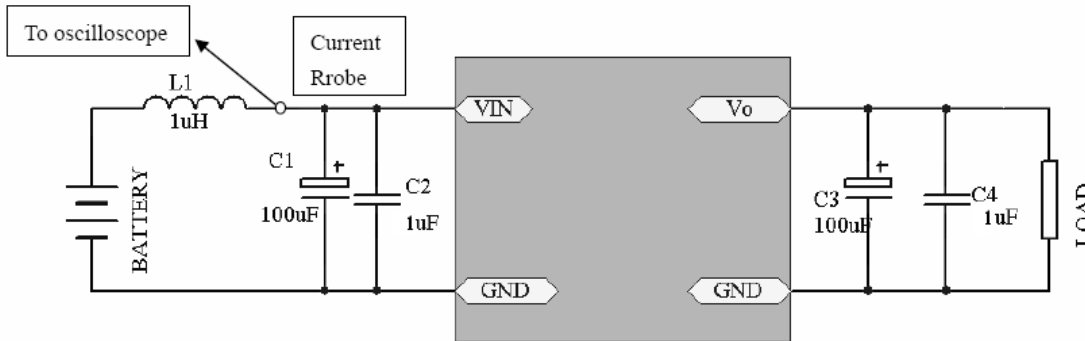 To oscilloscope
Current
Rrobe
L1
1uH
VIN
Vo
C1
+
100uF
C2
1uF
BATTERY
C3
+
100uF
C4
1uF
LOAD
GND
GND